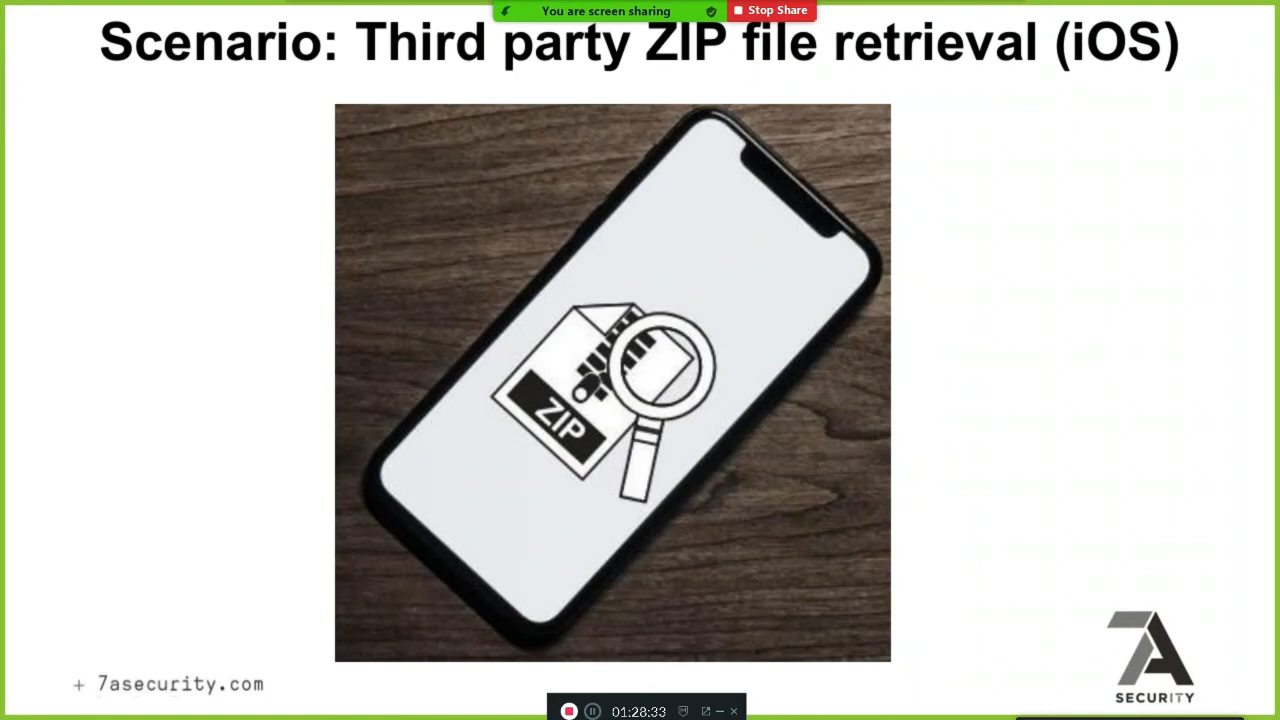 You are screen sharing
Stop Share
Scenario: Third party ZIP file retrieval (iOS)
ZIP
+ 7asecurity.com
7A
SECURITY
01:28:33